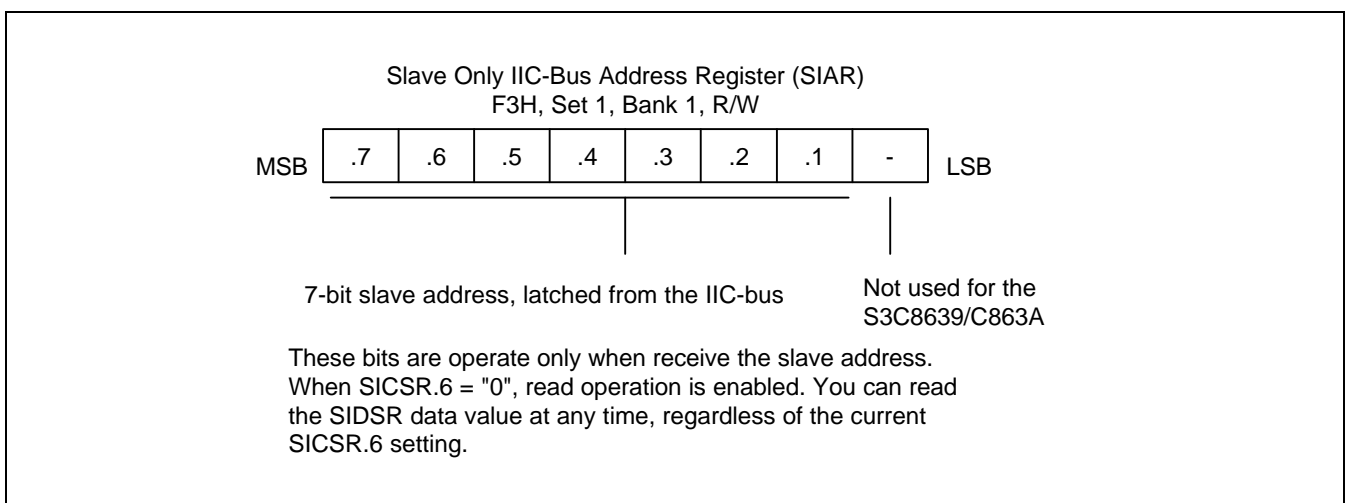 Slave Only IIC-Bus Address Register (SIAR)
F3H, Set 1, Bank 1, R/W
MSB .7 .6 .5 .4 .3 .2 .1 - LSB
7-bit slave address, latched from the IIC-bus
Not used for the
S3C8639/C863A
These bits are operate only when receive the slave address.
When SICSR.6 = "0", read operation is enabled. You can read
the SIDSR data value at any time, regardless of the current
SICSR.6 setting.